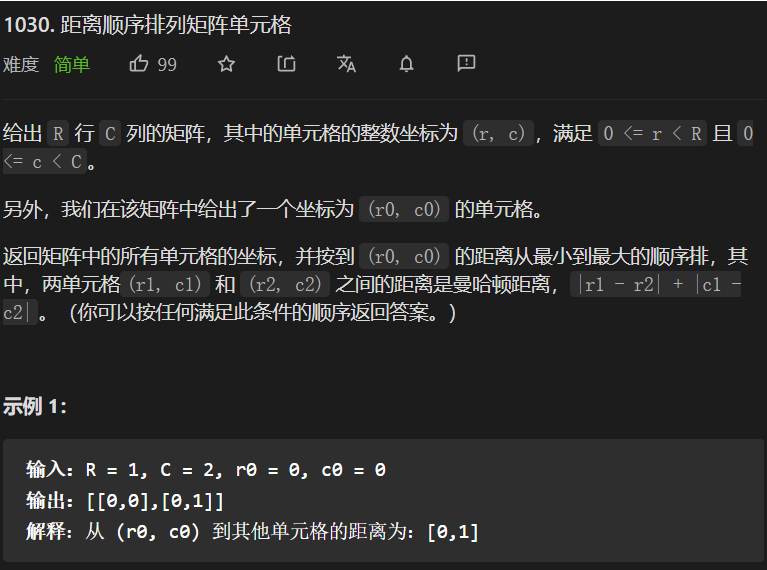 1030. 距离顺序排列矩阵单元格
难度 简单 99
给出 R 行 C 列的矩阵，其中的单元格的整数坐标为 (r, c)，满足 0 <= r < R 且 0
<= c < C。
另外，我们在该矩阵中给出了一个坐标为 (r0, c0) 的单元格。
返回矩阵中的所有单元格的坐标，并按到 (r0, c0) 的距离从最小到最大的顺序排，其
中，两单元格(r1, c1) 和 (r2, c2) 之间的距离是曼哈顿距离，|r1 - r2| + |c1 -
c2|。（你可以按任何满足此条件的顺序返回答案。）
示例 1：
输入：R = 1, C = 2, r0 = 0, c0 = 0
输出：[[0,0],[0,1]]
解释：从 (r0, c0) 到其他单元格的距离为：[0,1]